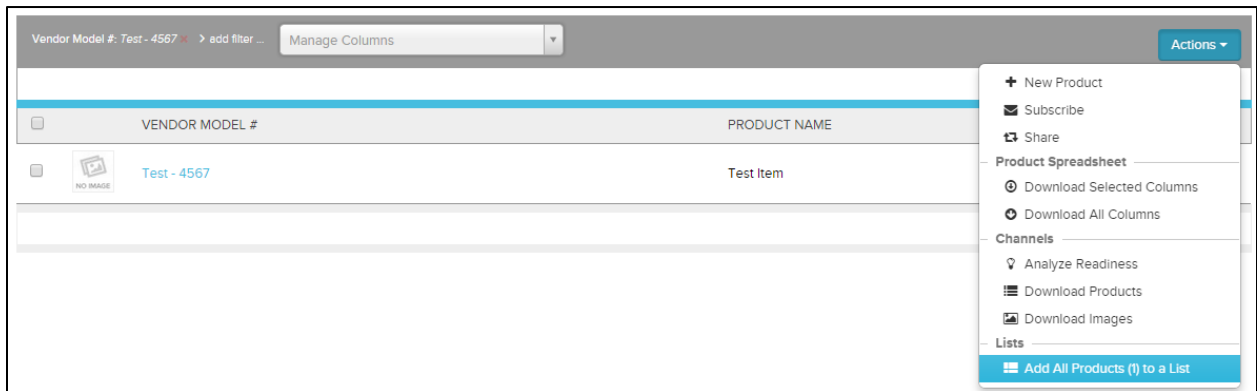 Vendor Model #: Test - 4567 × > add filter ... Manage Columns Actions
VENDOR MODEL # PRODUCT NAME
NO IMAGE Test - 4567 Test Item
New Product
Subscribe
Share
Product Spreadsheet
Download Selected Columns
Download All Columns
Channels
Analyze Readiness
Download Products
Download Images
Lists
Add All Products (1) to a List